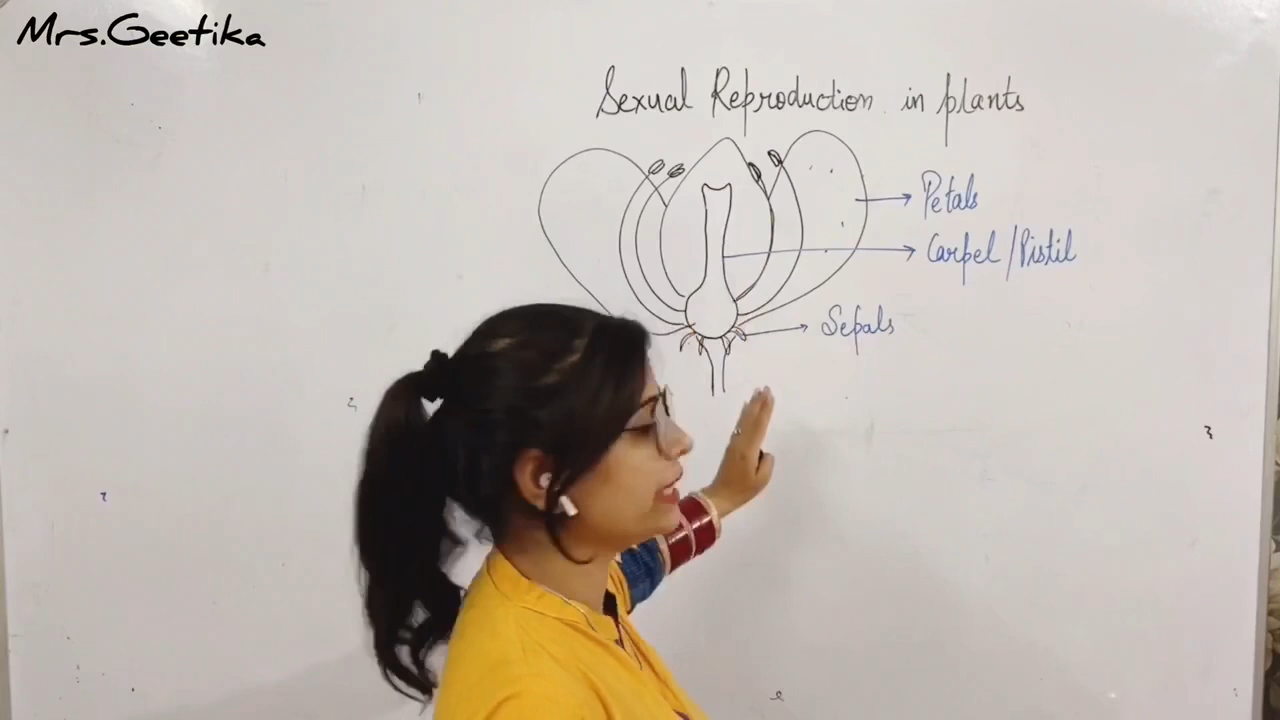 Mrs.Geetika
Sexual Reproduction in plants
Petals
Carpel/Pistil
Sepals